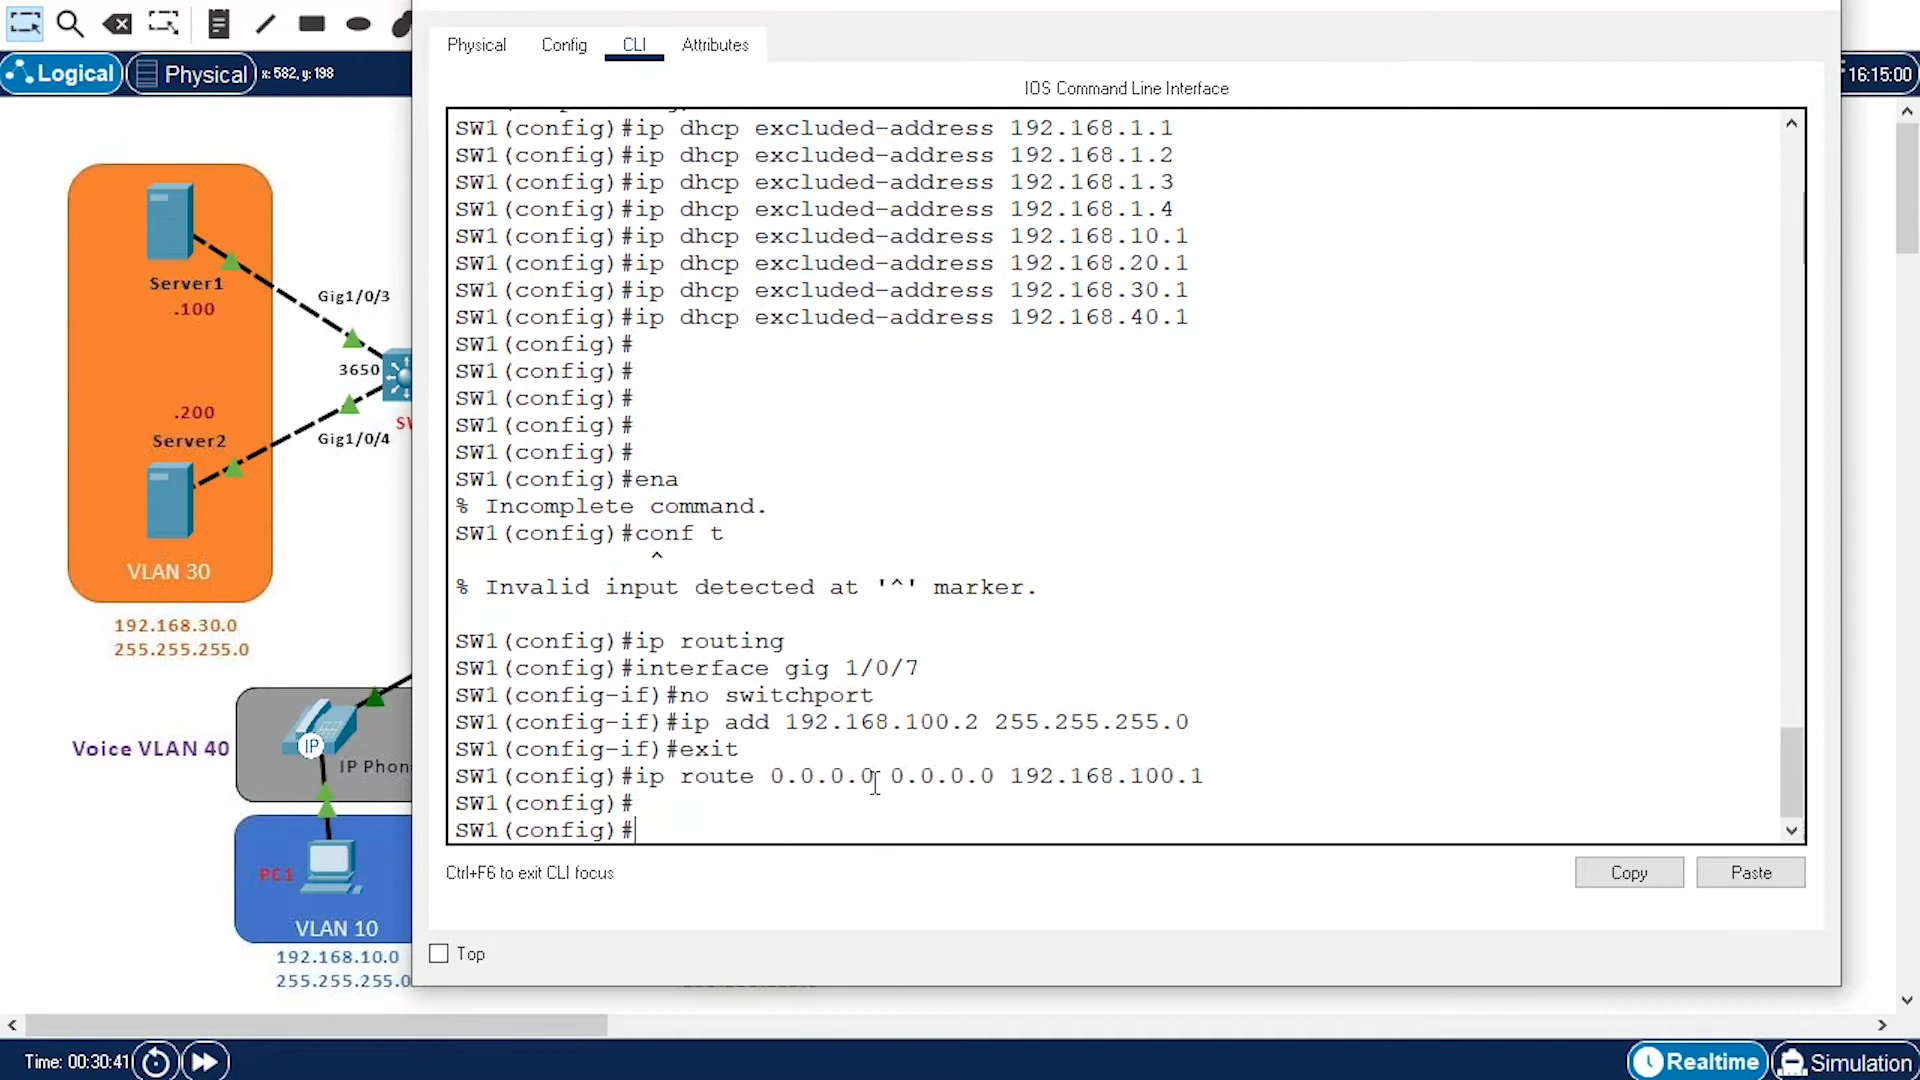 Physical Config CLI Attributes
Logical Physical x: 582, y: 198
16:15:00
IOS Command Line Interface
SW1(config)#ip dhcp excluded-address 192.168.1.1
SW1(config)#ip dhcp excluded-address 192.168.1.2
SW1(config)#ip dhcp excluded-address 192.168.1.3
SW1(config)#ip dhcp excluded-address 192.168.1.4
SW1(config)#ip dhcp excluded-address 192.168.10.1
SW1(config)#ip dhcp excluded-address 192.168.20.1
SW1(config)#ip dhcp excluded-address 192.168.30.1
SW1(config)#ip dhcp excluded-address 192.168.40.1
SW1(config)#
SW1(config)#
SW1(config)#
SW1(config)#
SW1(config)#
SW1(config)#ena
% Incomplete command.
SW1(config)#conf t
^
% Invalid input detected at '^' marker.
SW1(config)#ip routing
SW1(config)#interface gig 1/0/7
SW1(config-if)#no switchport
SW1(config-if)#ip add 192.168.100.2 255.255.255.0
SW1(config-if)#exit
SW1(config)#ip route 0.0.0.0 0.0.0.0 192.168.100.1
SW1(config)#
SW1(config)#
Ctrl+F6 to exit CLI focus
Copy Paste
Top
Server1
.100
Gig1/0/3
3650
SW
.200
Server2
Gig1/0/4
VLAN 30
192.168.30.0
255.255.255.0
Voice VLAN 40
IP
IP Phon
PC1
VLAN 10
192.168.10.0
255.255.255.0
Time: 00:30:41
Realtime Simulation